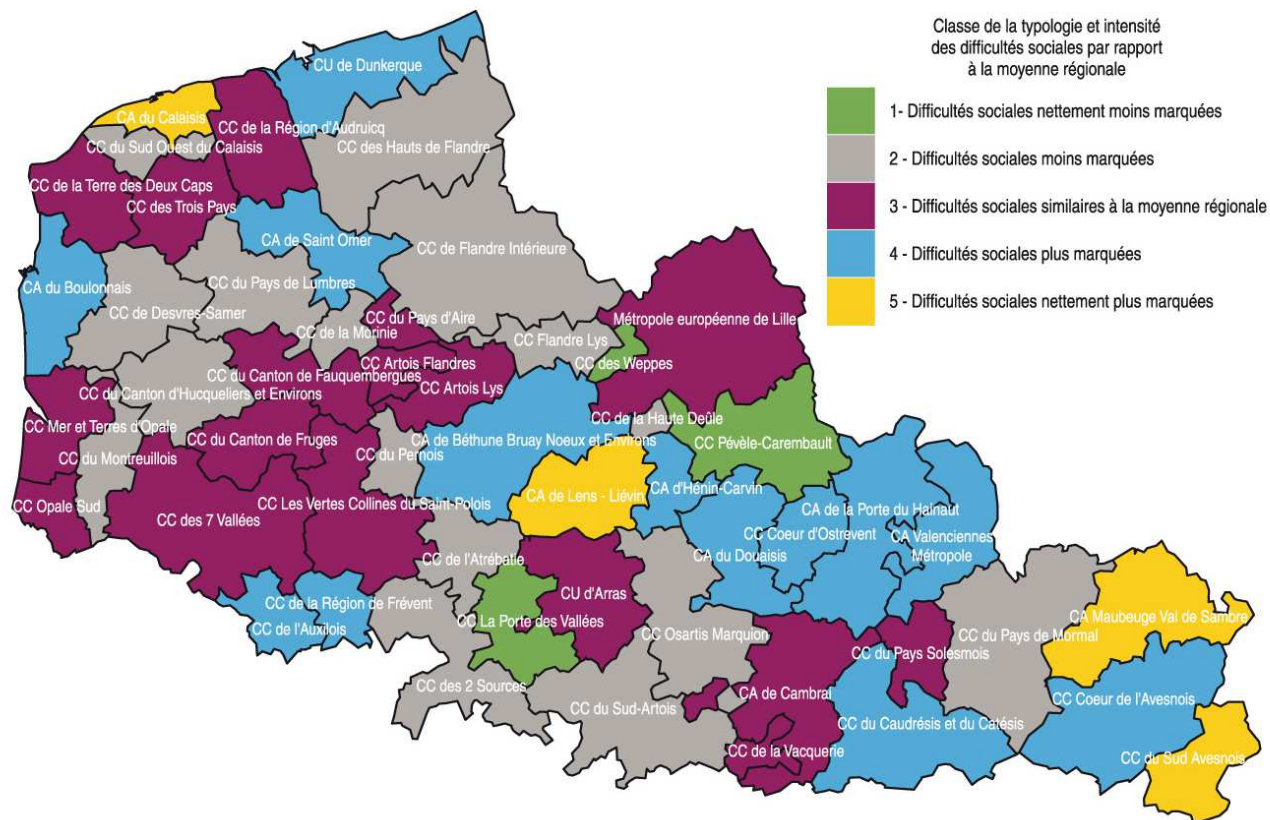 Classe de la typologie et intensité
des difficultés sociales par rapport
à la moyenne régionale
1- Difficultés sociales nettement moins marquées
2 - Difficultés sociales moins marquées
3 - Difficultés sociales similaires à la moyenne régionale
4 - Difficultés sociales plus marquées
5 - Difficultés sociales nettement plus marquées
CU de Dunkerque
CA du Calaisis
CC de la Région d'Audruicq
CC du Sud Ouest du Calaisis
CC des Hauts de Flandre
CC de la Terre des Deux Caps
CC des Trois Pays
CA de Saint Omer
CC de Flandre Intérieure
CA du Boulonnais
CC du Pays de Lumbres
CC de Desvres-Samer
CC du Pays d'Aire
Métropole européenne de Lille
CC de la Morinie
CC Flandre Lys
CC des Weppes
CC Artois Flandres
CC du Canton de Fauquembergues
CC Artois Lys
CC du Canton d'Hucqueliers et Environs
CC de la Haute Deûle
CC Mer et Terres d'Opale
CC du Canton de Fruges
CA de Béthune Bruay Noeux et Environs
CC Pévèle-Carembault
CC du Montreuillois
CC du Pernois
CA d'Hénin-Carvin
CC Opale Sud
CC Les Vertes Collines du Saint-Polois
CA de Lens - Liévin
CC des 7 Vallées
CA de la Porte du Hainaut
CC Coeur d'Ostrevent
CA Valenciennes
Métropole
CA du Douaisis
CC de l'Atrébatie
CU d'Arras
CC de la Région de Frévent
CC La Porte des Vallées
CC de l'Auxilois
CC Osartis Marquion
CC du Pays de Mormal
CA Maubeuge Val de Sambre
CC du Pays Solesmois
CC des 2 Sources
CA de Cambrai
CC Coeur de l'Avesnois
CC du Sud-Artois
CC du Caudrésis et du Catésis
CC de la Vacquerie
CC du Sud Avesnois